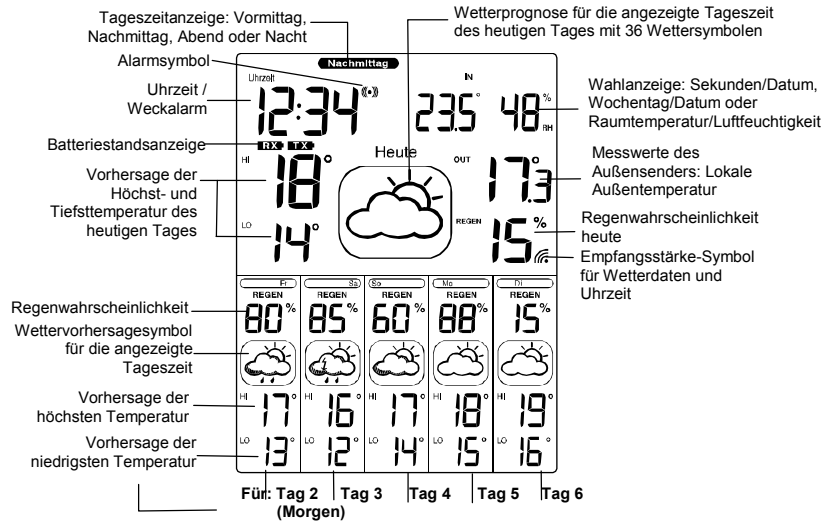 Tageszeitanzeige: Vormittag,
Nachmittag, Abend oder Nacht
Wetterprognose für die angezeigte Tageszeit
des heutigen Tages mit 36 Wettersymbolen
Alarmsymbol
Uhrzeit /
Weckalarm
Batteriestandsanzeige
Vorhersage der
Höchst- und
Tiefsttemperatur des
heutigen Tages
Nachmittag
Uhrzeit
12:34
IN
23.5°
48%
RH
RX TX
Heute
HI
18°
LO
14°
OUT
17.3°
REGEN
15%
Wahlanzeige: Sekunden/Datum,
Wochentag/Datum oder
Raumtemperatur/Luftfeuchtigkeit
Messwerte des
Außensenders: Lokale
Außentemperatur
Regenwahrscheinlichkeit
heute
Empfangsstärke-Symbol
für Wetterdaten und
Uhrzeit
Regenwahrscheinlichkeit
Wettervorhersagesymbol
für die angezeigte
Tageszeit
Vorhersage der
höchsten Temperatur
Vorhersage der
niedrigsten Temperatur
Fr Sa So Mo Di
REGEN REGEN REGEN REGEN REGEN
80% 85% 60% 88% 15%
HI 17° HI 16° HI 17° HI 18° HI 19°
LO 13° LO 12° LO 14° LO 15° LO 16°
Für: Tag 2 Tag 3 Tag 4 Tag 5 Tag 6
(Morgen)